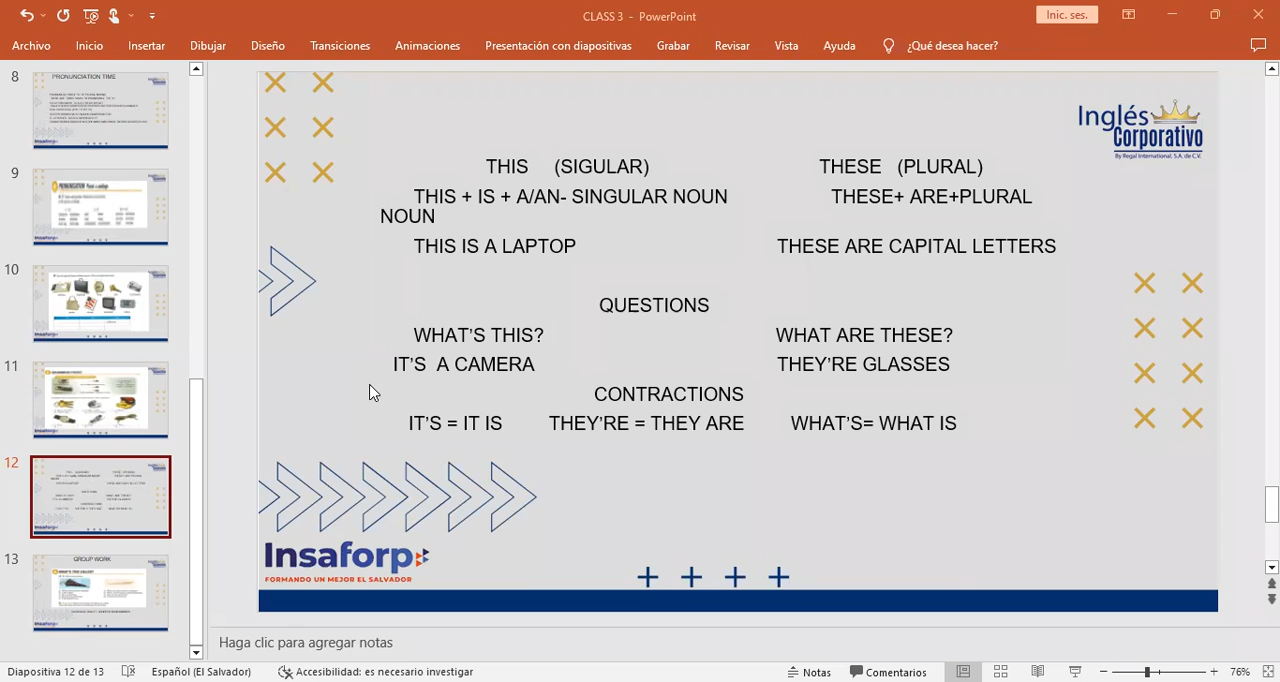 CLASS 3 - PowerPoint
Inic. ses.
Archivo Inicio Insertar Dibujar Diseño Transiciones Animaciones Presentación con diapositivas Grabar Revisar Vista Ayuda ¿Qué desea hacer?
8
PRONUNCIATION TIME
9
10
11
12
13
GROUP WORK
Inglés
Corporativo
By Regal International, S.A. de C.V.
THIS (SIGULAR) THESE (PLURAL)
THIS + IS + A/AN- SINGULAR NOUN THESE+ ARE+PLURAL
NOUN
THIS IS A LAPTOP THESE ARE CAPITAL LETTERS
QUESTIONS
WHAT'S THIS? WHAT ARE THESE?
IT'S A CAMERA THEY'RE GLASSES
CONTRACTIONS
IT'S = IT IS THEY'RE = THEY ARE WHAT'S= WHAT IS
Insaforp
FORMANDO UN MEJOR EL SALVADOR
Haga clic para agregar notas
Diapositiva 12 de 13 Español (El Salvador) Accesibilidad: es necesario investigar Notas Comentarios 76%